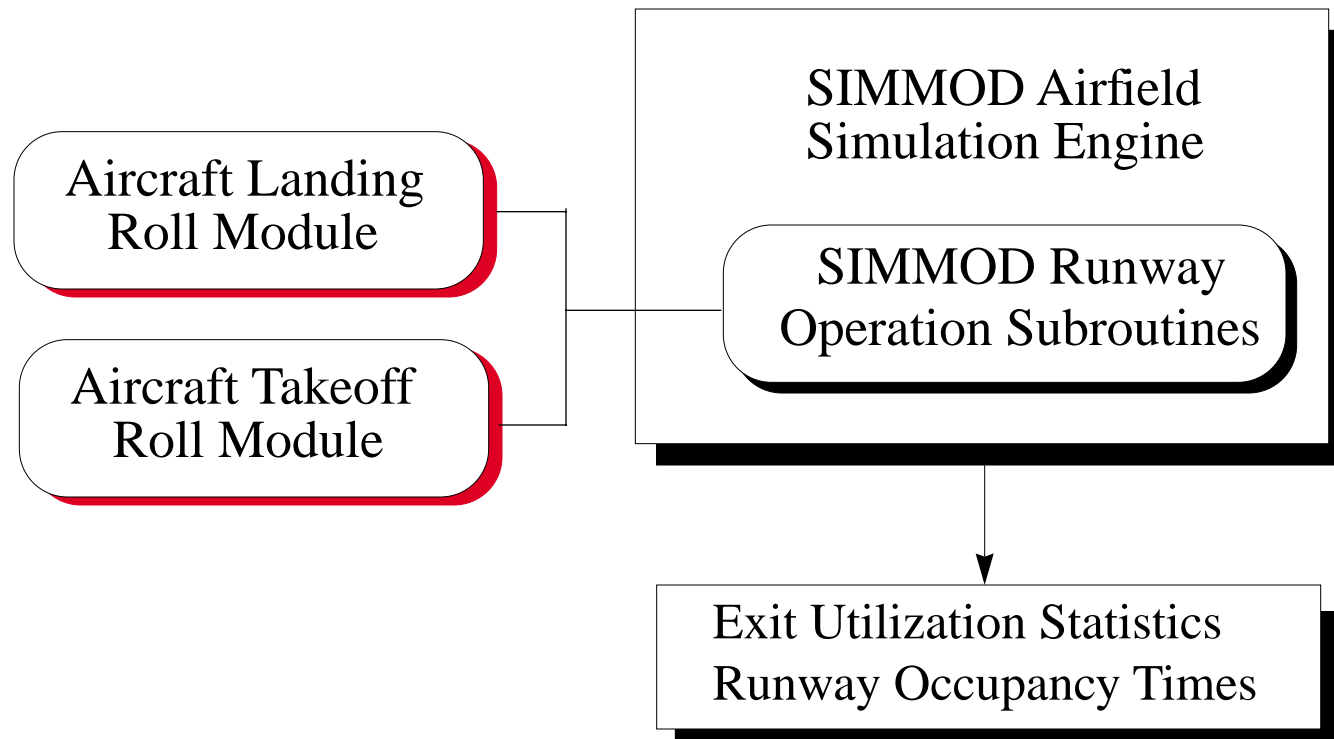 SIMMOD Airfield
Simulation Engine
Aircraft Landing
Roll Module
SIMMOD Runway
Operation Subroutines
Aircraft Takeoff
Roll Module
Exit Utilization Statistics
Runway Occupancy Times